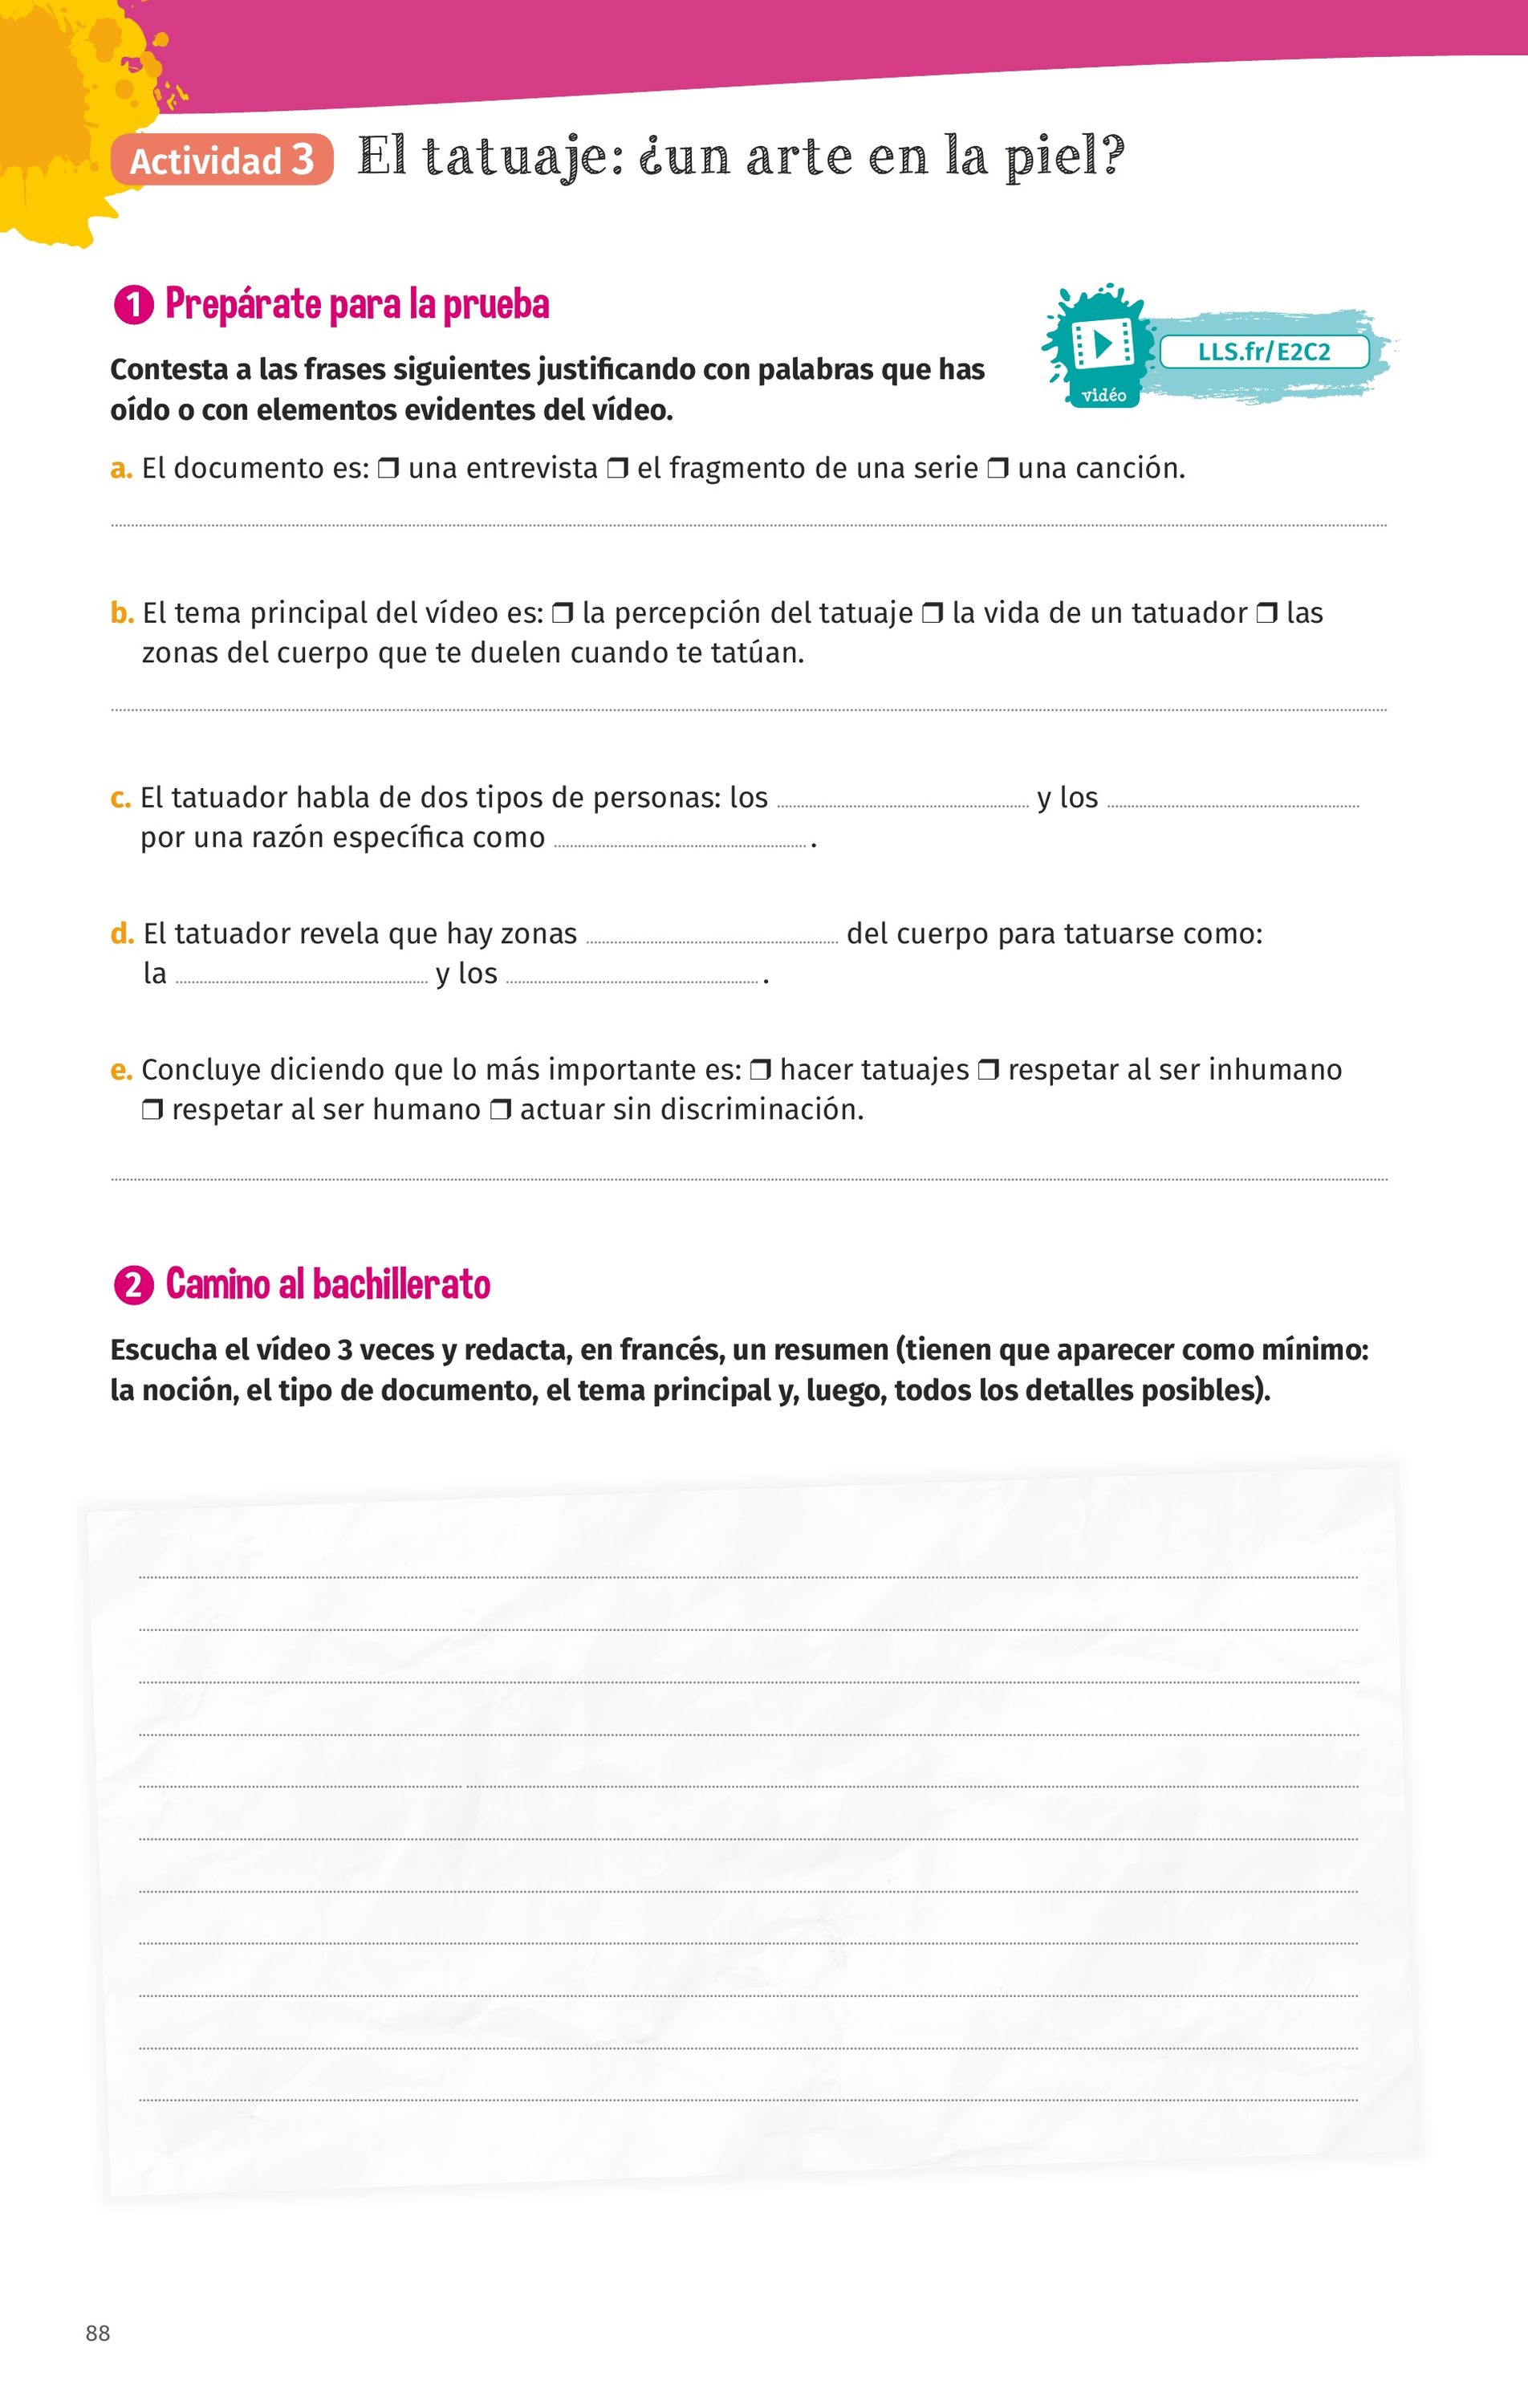 Actividad 3 El tatuaje: ¿un arte en la piel?
1 Prepárate para la prueba
Contesta a las frases siguientes justificando con palabras que has
oído o con elementos evidentes del vídeo.
vidéo
LLS.fr/E2C2
a. El documento es: ❒ una entrevista ❒ el fragmento de una serie ❒ una canción.
b. El tema principal del vídeo es: ❒ la percepción del tatuaje ❒ la vida de un tatuador ❒ las
zonas del cuerpo que te duelen cuando te tatúan.
c. El tatuador habla de dos tipos de personas: los ........ y los ........
por una razón específica como ........ .
d. El tatuador revela que hay zonas ........ del cuerpo para tatuarse como:
la ........ y los ........ .
e. Concluye diciendo que lo más importante es: ❒ hacer tatuajes ❒ respetar al ser inhumano
❒ respetar al ser humano ❒ actuar sin discriminación.
2 Camino al bachillerato
Escucha el vídeo 3 veces y redacta, en francés, un resumen (tienen que aparecer como mínimo:
la noción, el tipo de documento, el tema principal y, luego, todos los detalles posibles).
88